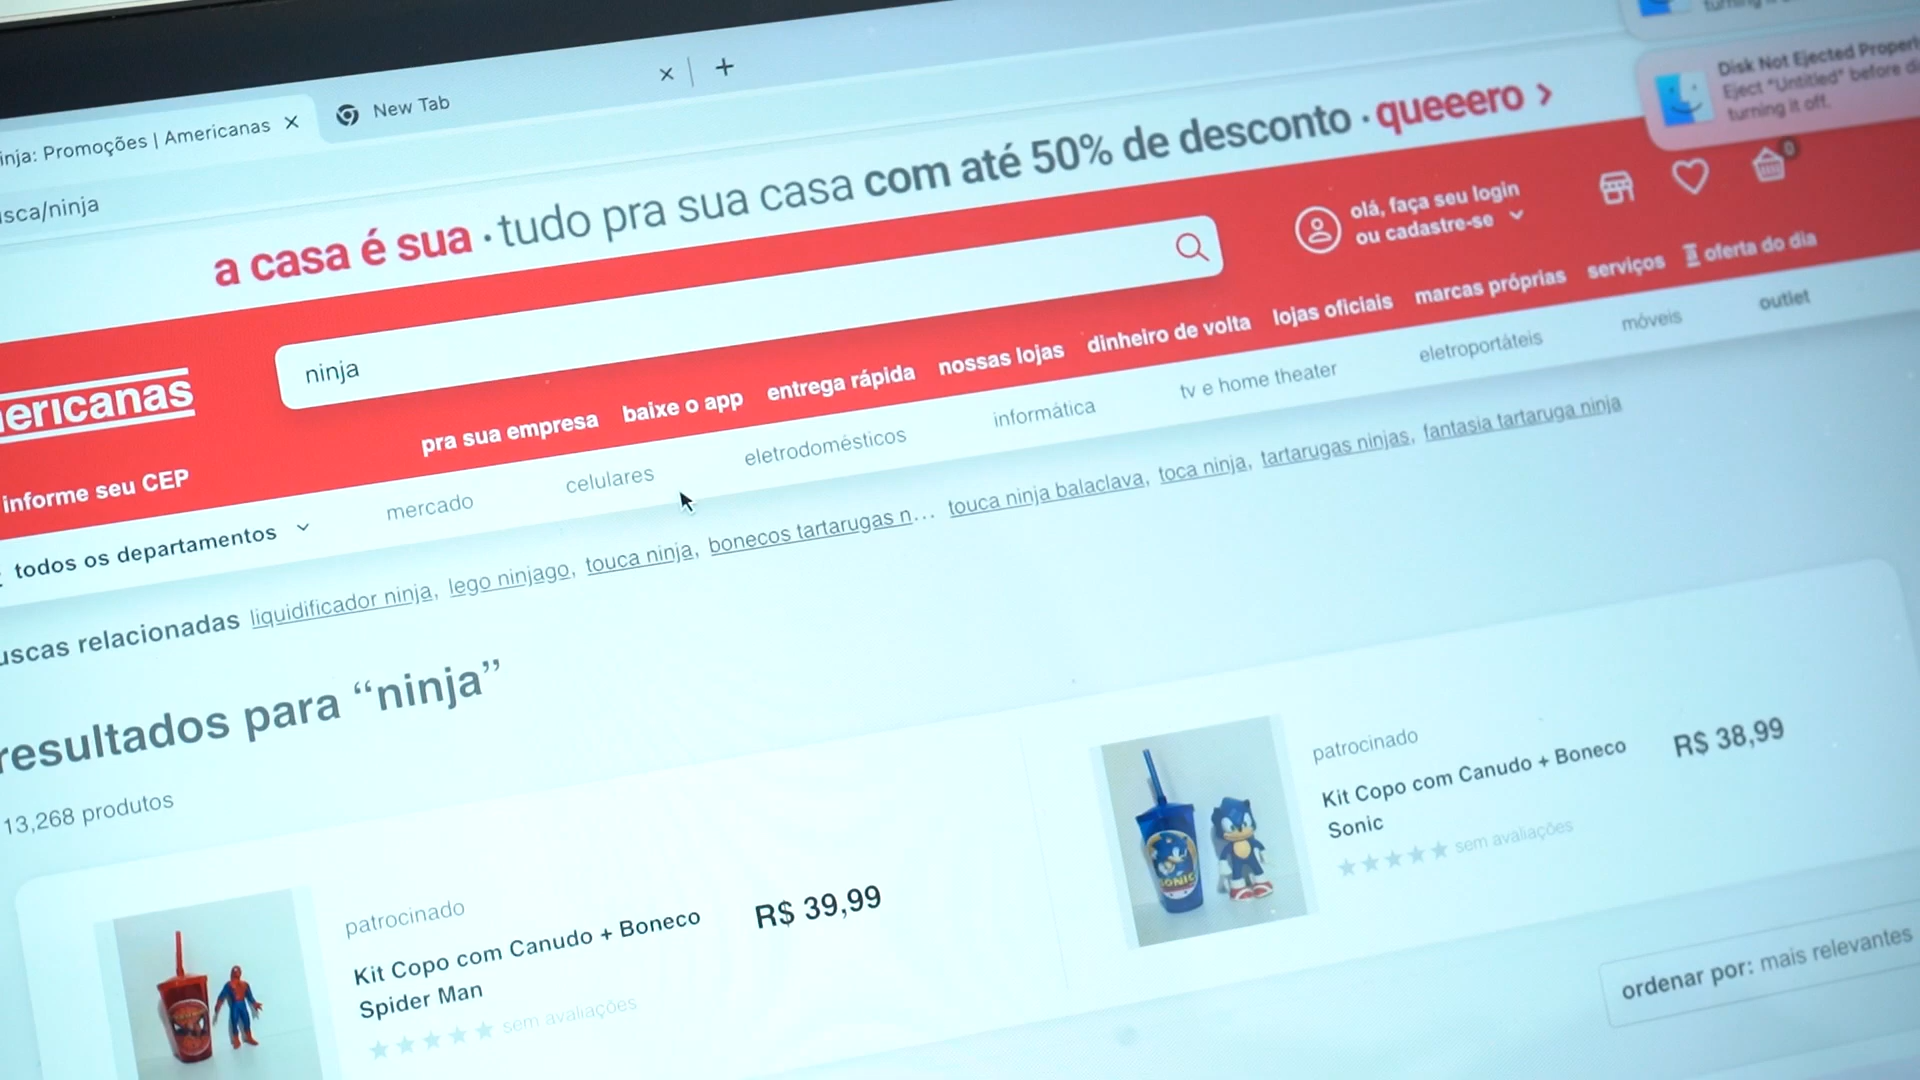 inja: Promoções | Americanas
New Tab
turning it off.
Disk Not Ejected Properl
Eject "Untitled" before di
turning it off.
sca/ninja
a casa é sua · tudo pra sua casa com até 50% de desconto · queeero >
ericanas
ninja
olá, faça seu login
ou cadastre-se
0
informe seu CEP
pra sua empresa baixe o app entrega rápida nossas lojas dinheiro de volta lojas oficiais marcas próprias serviços oferta do dia
todos os departamentos mercado celulares eletrodomésticos informática tv e home theater eletroportáteis móveis outlet
uscas relacionadas liquidificador ninja, lego ninjago, touca ninja, bonecos tartarugas n... touca ninja balaclava, toca ninja, tartarugas ninjas, fantasia tartaruga ninja
resultados para “ninja”
13,268 produtos
patrocinado
Kit Copo com Canudo + Boneco
Spider Man
sem avaliações
R$ 39,99
SONIC
patrocinado
Kit Copo com Canudo + Boneco
Sonic
sem avaliações
R$ 38,99
ordenar por: mais relevantes